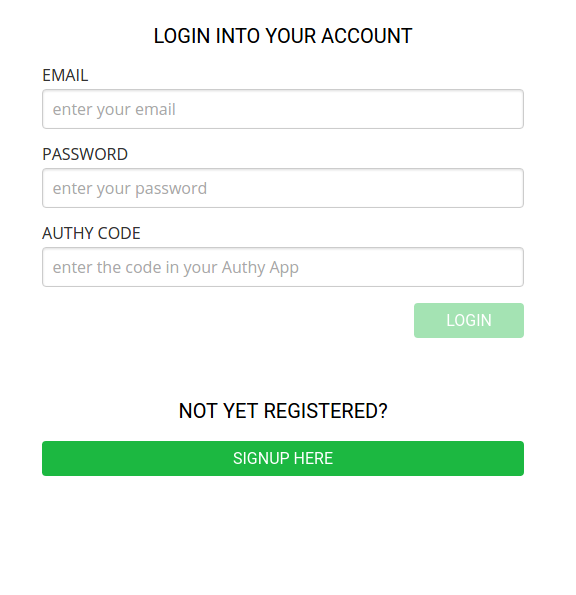 LOGIN INTO YOUR ACCOUNT
EMAIL
enter your email
PASSWORD
enter your password
AUTHY CODE
enter the code in your Authy App
LOGIN
NOT YET REGISTERED?
SIGNUP HERE